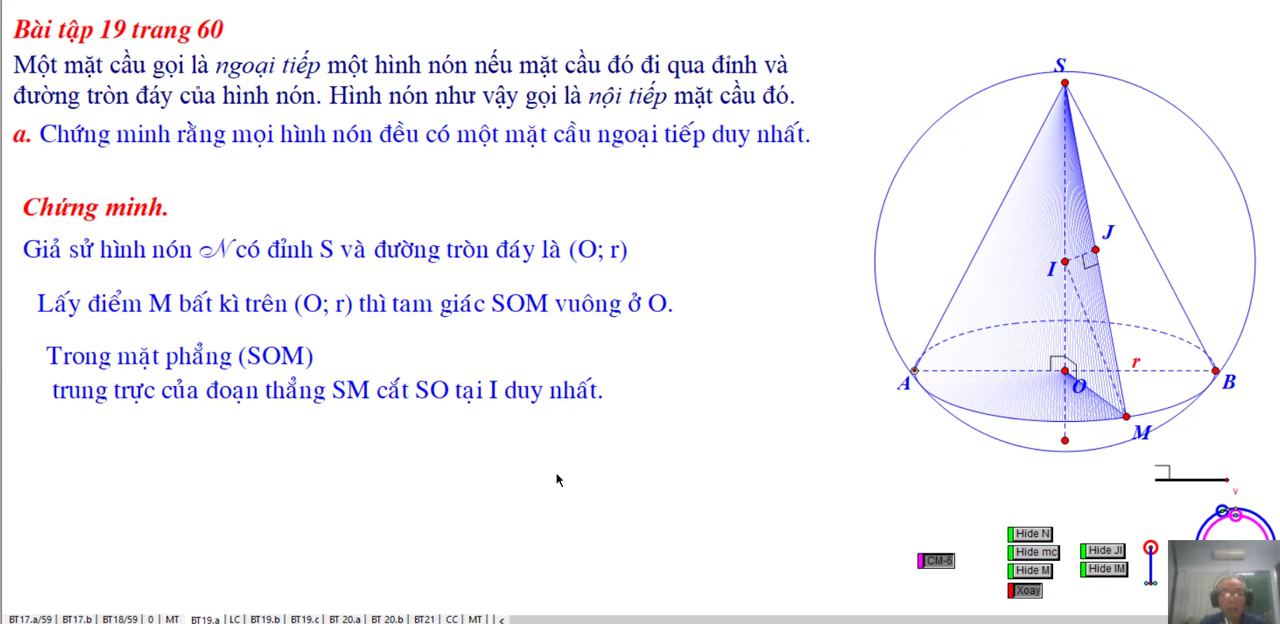 Bài tập 19 trang 60
Một mặt cầu gọi là ngoại tiếp một hình nón nếu mặt cầu đó đi qua đỉnh và
đường tròn đáy của hình nón. Hình nón như vậy gọi là nội tiếp mặt cầu đó.
a. Chứng minh rằng mọi hình nón đều có một mặt cầu ngoại tiếp duy nhất.
Chứng minh.
Giả sử hình nón 𝒩 có đỉnh S và đường tròn đáy là (O; r)
Lấy điểm M bất kì trên (O; r) thì tam giác SOM vuông ở O.
Trong mặt phẳng (SOM)
trung trực của đoạn thẳng SM cắt SO tại I duy nhất.
S
J
I
r
A
O
B
M
v
Hide N
Hide mc
Hide JI
CM-6
Hide M
Hide IM
Xoay
BT17.a/59 | BT17.b | BT18/59 | 0 | MT | BT19.a | LC | BT19.b | BT19.c | BT 20.a | BT 20.b | BT21 | CC | MT | | <